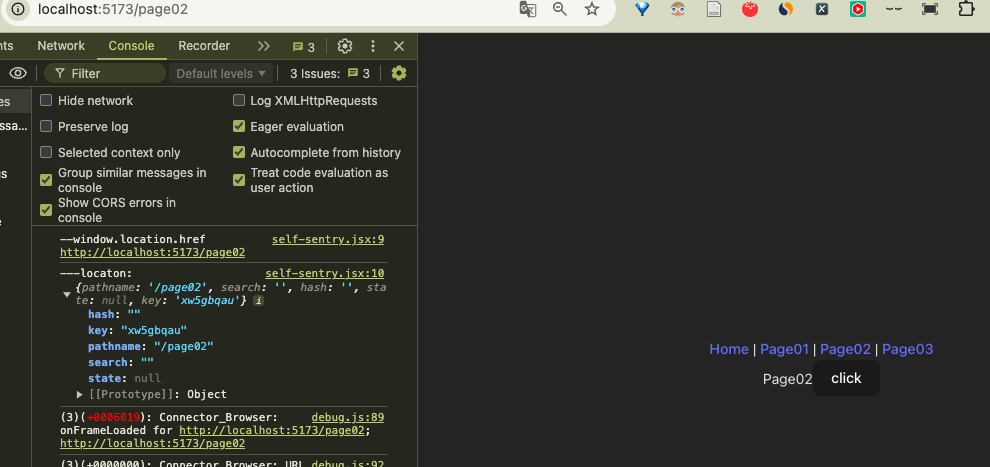 localhost:5173/page02
nts Network Console Recorder 3
Filter Default levels 3 Issues: 3
es
ssa...
us
e
Hide network Log XMLHttpRequests
Preserve log Eager evaluation
Selected context only Autocomplete from history
Group similar messages in console Treat code evaluation as user action
Show CORS errors in console
--window.location.href self-sentry.jsx:9
http://localhost:5173/page02
---locaton: self-sentry.jsx:10
{pathname: '/page02', search: '', hash: '', sta
te: null, key: 'xw5gbqau'}
hash: ""
key: "xw5gbqau"
pathname: "/page02"
search: ""
state: null
[[Prototype]]: Object
(3)(+0006019): Connector_Browser: debug.js:89
onFrameLoaded for http://localhost:5173/page02;
http://localhost:5173/page02
(3)(+0000000): Connector_Browser: URL debug.js:92
Home | Page01 | Page02 | Page03
Page02 click